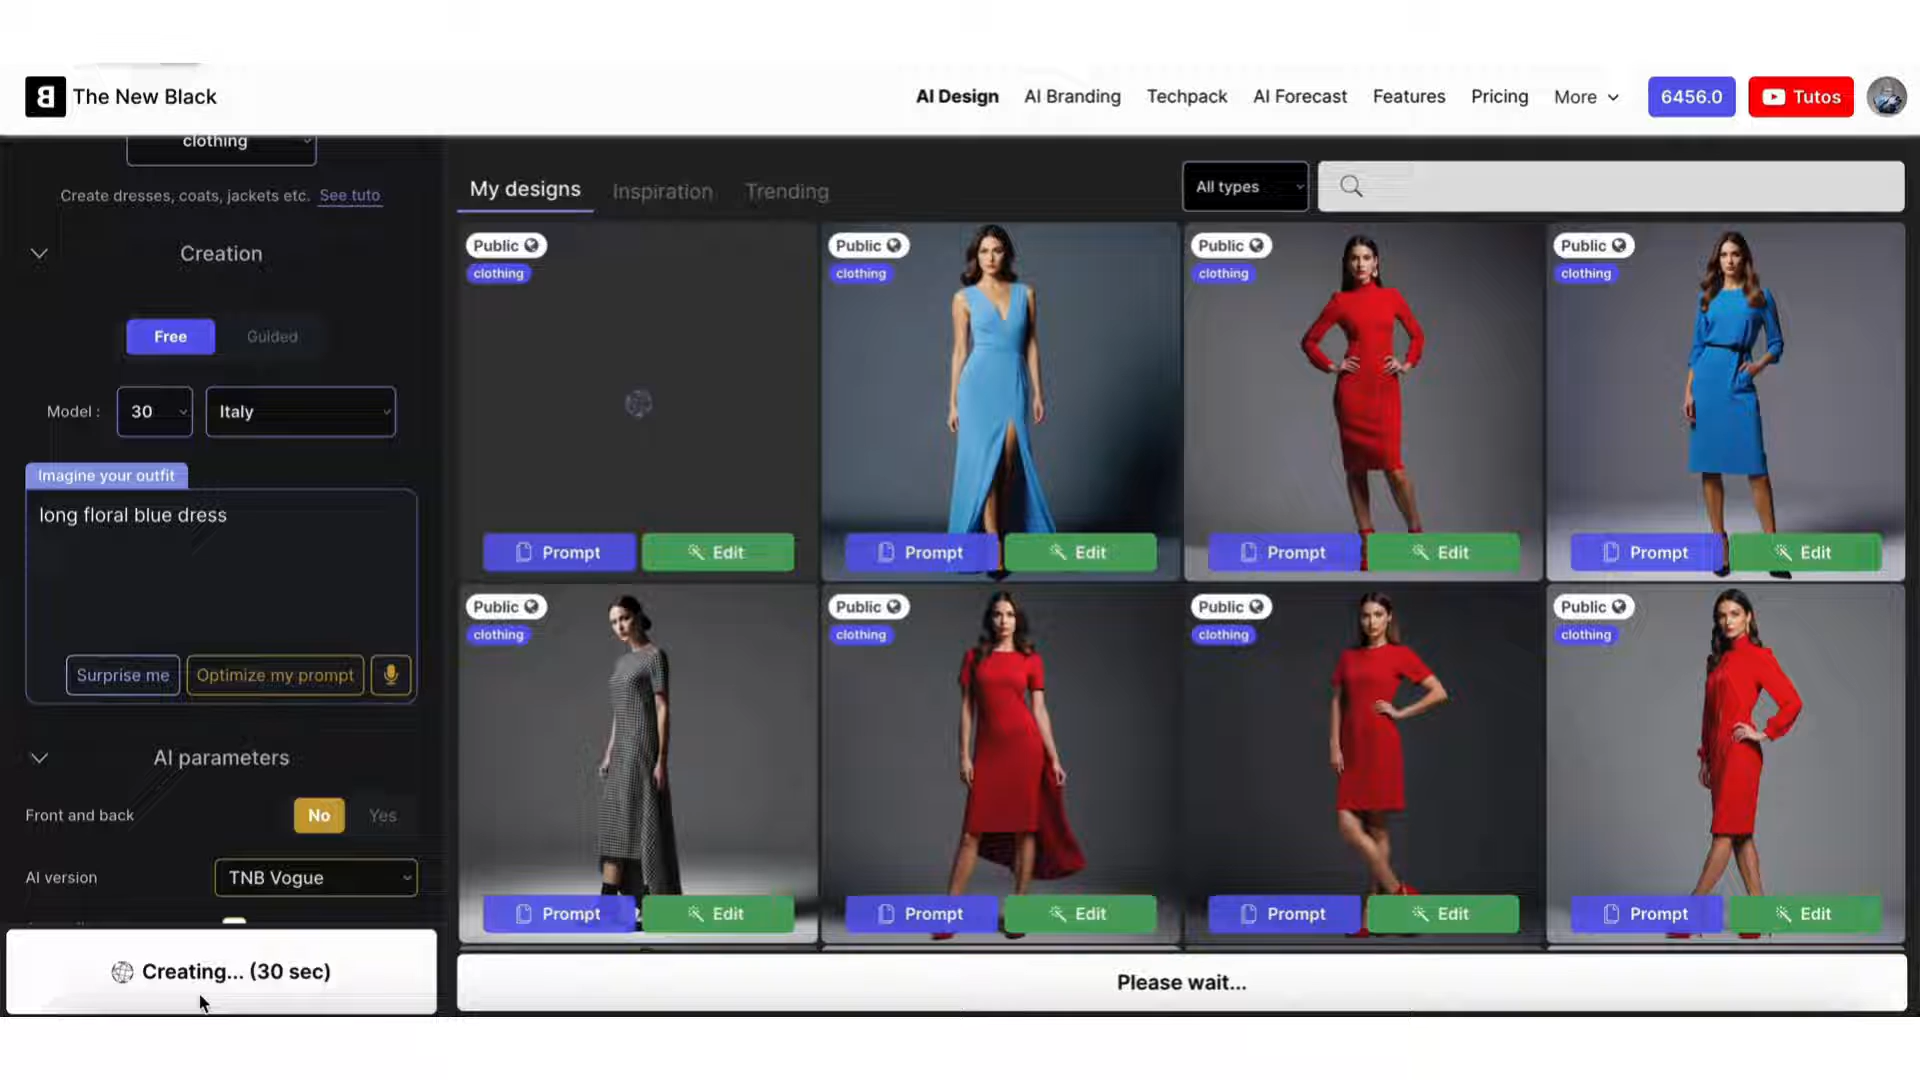 B The New Black
AI Design
AI Branding
Techpack
AI Forecast
Features
Pricing
More
6456.0
Tutos
clothing
Create dresses, coats, jackets etc. See tuto
Creation
Free
Guided
Model :
30
Italy
Imagine your outfit
long floral blue dress
Surprise me
Optimize my prompt
AI parameters
Front and back
No
Yes
AI version
TNB Vogue
Creating... (30 sec)
My designs
Inspiration
Trending
All types
Public
clothing
Prompt
Edit
Public
clothing
Prompt
Edit
Public
clothing
Prompt
Edit
Public
clothing
Prompt
Edit
Public
clothing
Prompt
Edit
Public
clothing
Prompt
Edit
Public
clothing
Prompt
Edit
Public
clothing
Prompt
Edit
Please wait...